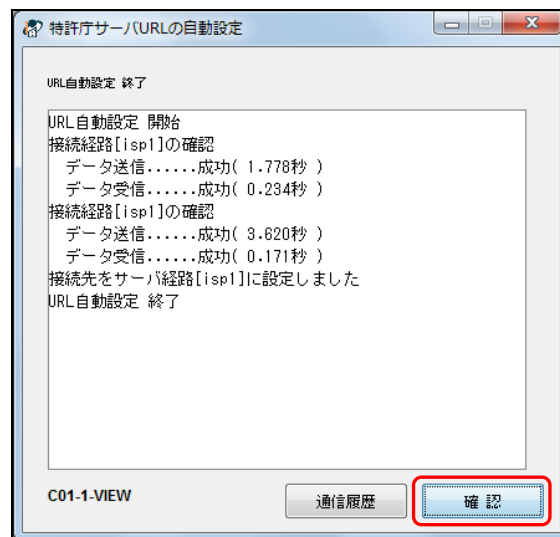 特許庁サーバURLの自動設定
URL自動設定 終了
URL自動設定 開始
接続経路[isp1]の確認
データ送信......成功( 1.778秒 )
データ受信......成功( 0.234秒 )
接続経路[isp1]の確認
データ送信......成功( 3.620秒 )
データ受信......成功( 0.171秒 )
接続先をサーバ経路[isp1]に設定しました
URL自動設定 終了
C01-1-VIEW
通信履歴
確 認